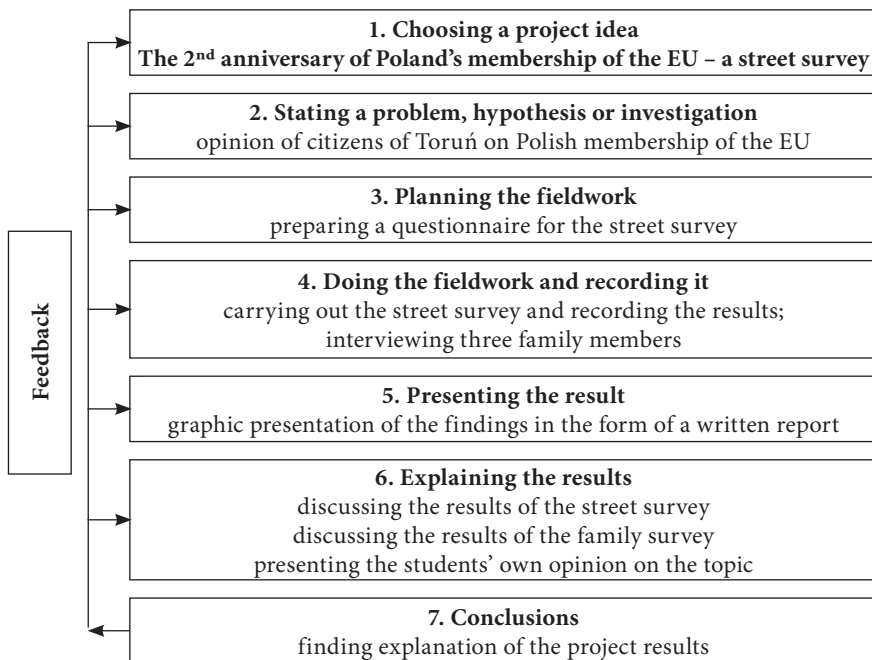 1. Choosing a project idea
The 2nd anniversary of Poland's membership of the EU – a street survey
2. Stating a problem, hypothesis or investigation
opinion of citizens of Toruń on Polish membership of the EU
3. Planning the fieldwork
preparing a questionnaire for the street survey
4. Doing the fieldwork and recording it
carrying out the street survey and recording the results;
interviewing three family members
Feedback
5. Presenting the result
graphic presentation of the findings in the form of a written report
6. Explaining the results
discussing the results of the street survey
discussing the results of the family survey
presenting the students' own opinion on the topic
7. Conclusions
finding explanation of the project results